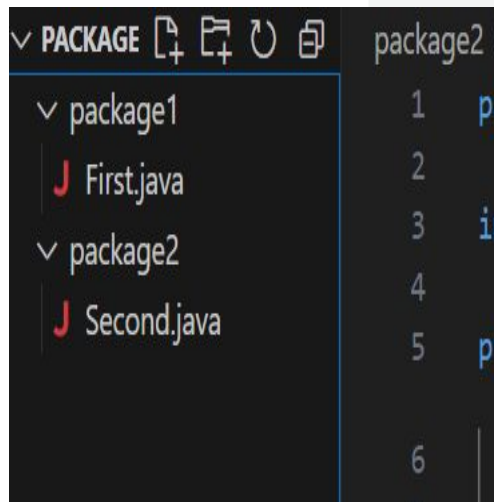 PACKAGE
package1
J First.java
package2
J Second.java
package2
1 p
2
3 i
4
5 p
6